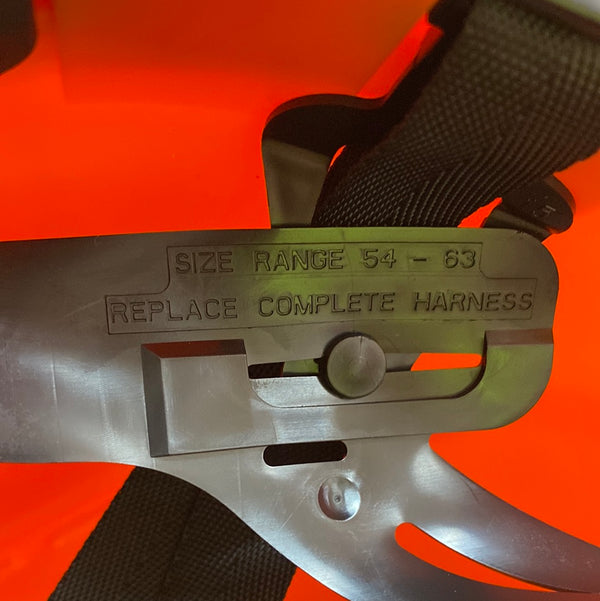 SIZE RANGE 54 - 63
REPLACE COMPLETE HARNESS